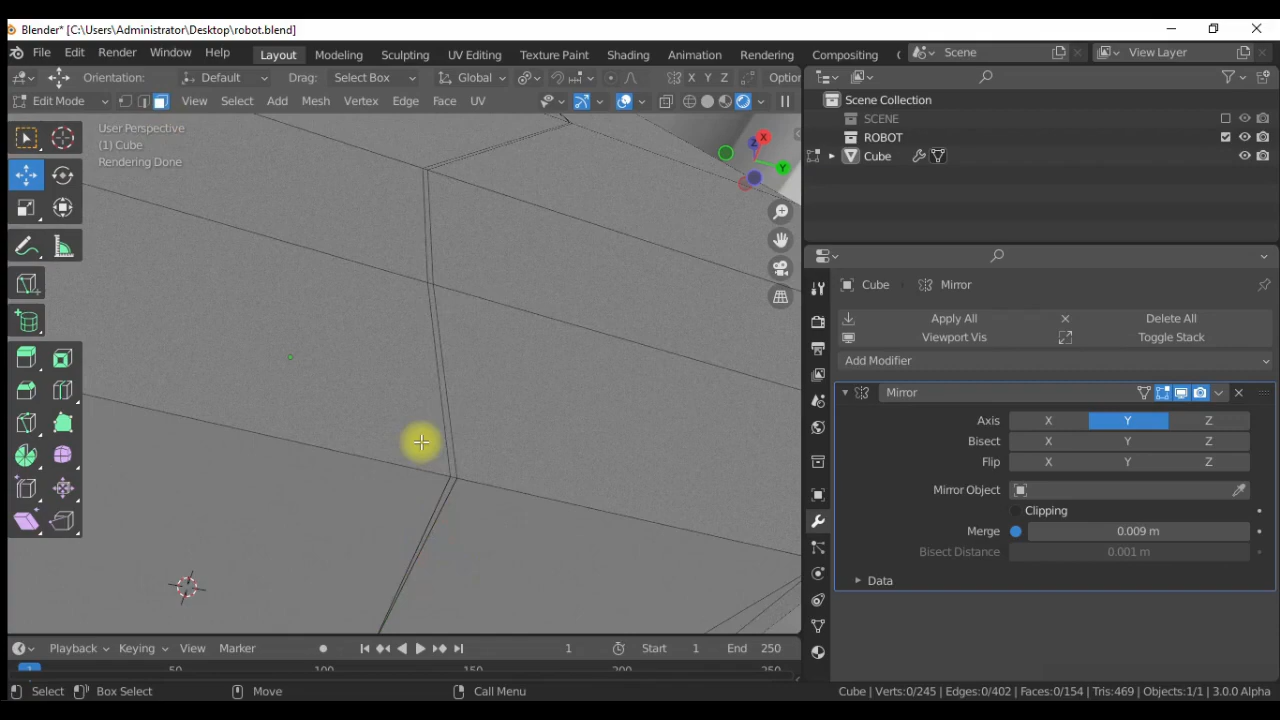 Blender* [C:\Users\Administrator\Desktop\robot.blend]
File Edit Render Window Help Layout Modeling Sculpting UV Editing Texture Paint Shading Animation Rendering Compositing Scene View Layer
Orientation: Default Drag: Select Box Global X Y Z Option
Edit Mode View Select Add Mesh Vertex Edge Face UV
User Perspective
(1) Cube
Rendering Done
Z X Y
Scene Collection
SCENE
ROBOT
Cube
Cube Mirror
Apply All Delete All
Viewport Vis Toggle Stack
Add Modifier
Mirror
Axis X Y Z
Bisect X Y Z
Flip X Y Z
Mirror Object
Clipping
Merge 0.009 m
Bisect Distance 0.001 m
Data
Playback Keying View Marker 1 Start 1 End 250
1 50 100 150 200 250
Select Box Select Move Call Menu Cube | Verts:0/245 | Edges:0/402 | Faces:0/154 | Tris:469 | Objects:1/1 | 3.0.0 Alpha